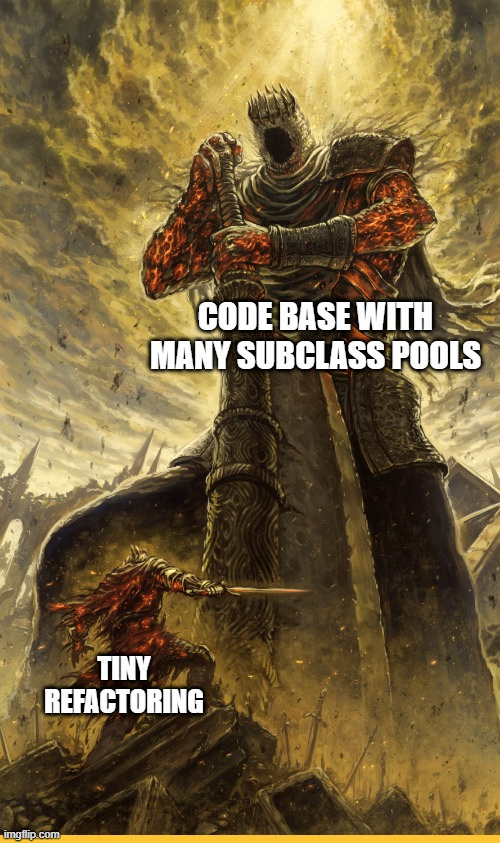 CODE BASE WITH
MANY SUBCLASS POOLS
TINY
REFACTORING
imgflip.com